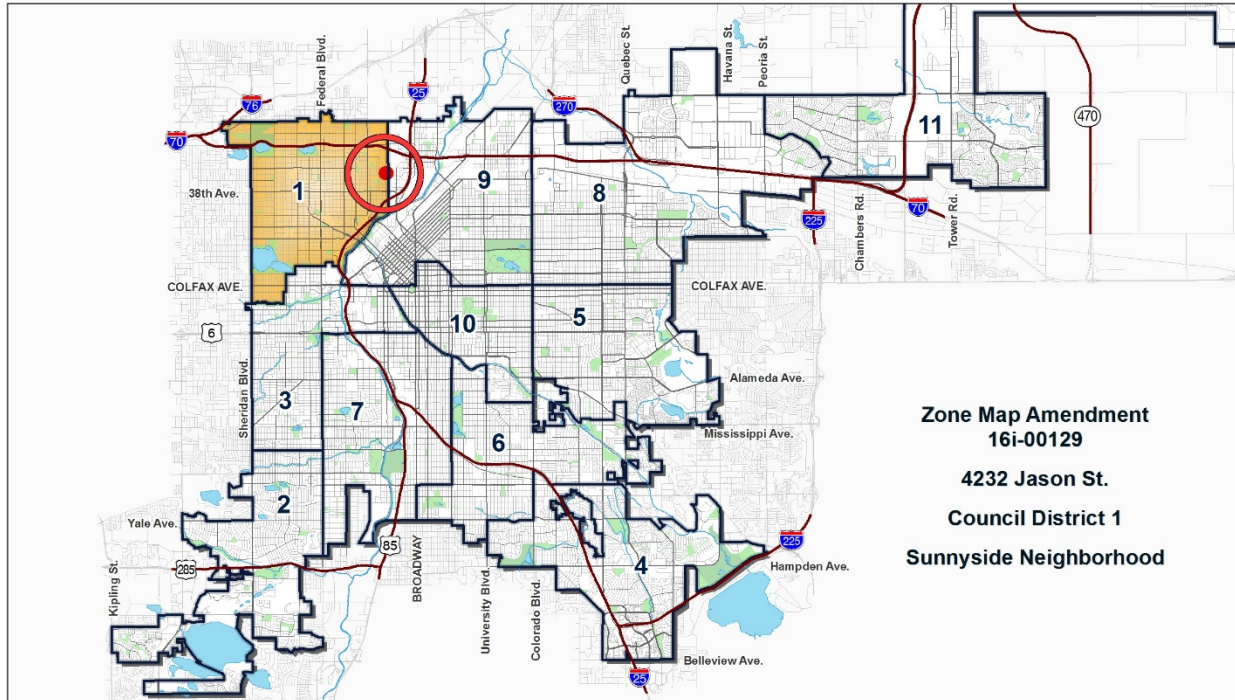 Federal Blvd.
Quebec St.
Havana St.
Peoria St.
76
25
270
70
470
11
38th Ave.
1
9
8
225
Chambers Rd.
70
Tower Rd.
COLFAX AVE.
COLFAX AVE.
6
10
5
Sheridan Blvd.
3
7
Alameda Ave.
6
Mississippi Ave.
2
Yale Ave.
4
225
Hampden Ave.
285
85
Kipling St.
BROADWAY
University Blvd.
Colorado Blvd.
Belleview Ave.
25
Zone Map Amendment
16i-00129
4232 Jason St.
Council District 1
Sunnyside Neighborhood